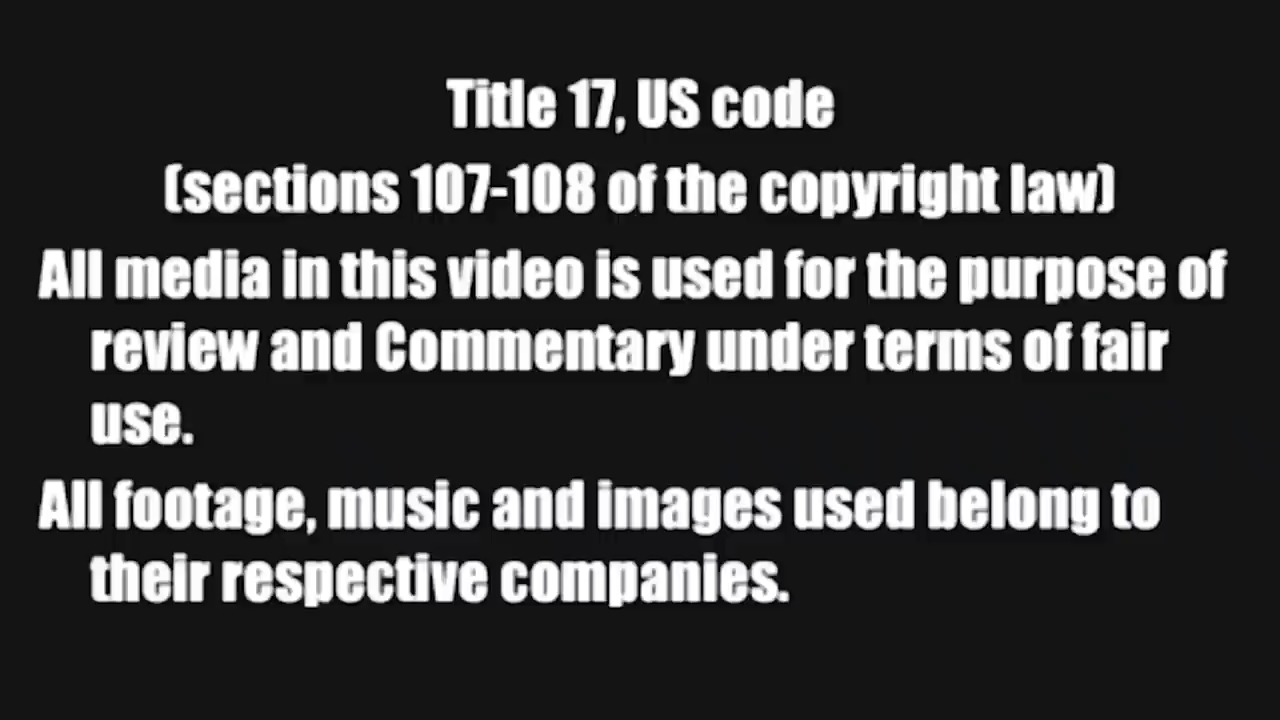 Title 17, US code
(sections 107-108 of the copyright law)
All media in this video is used for the purpose of
review and Commentary under terms of fair
use.
All footage, music and images used belong to
their respective companies.